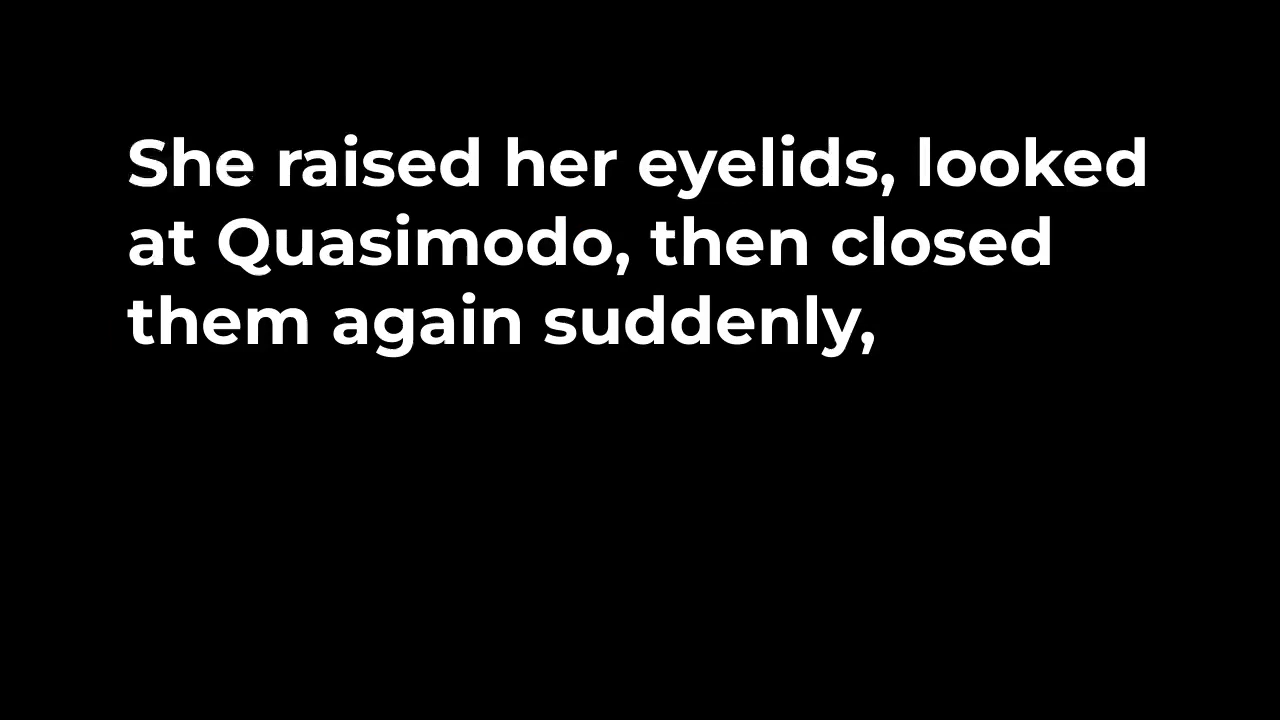 She raised her eyelids, looked
at Quasimodo, then closed
them again suddenly,